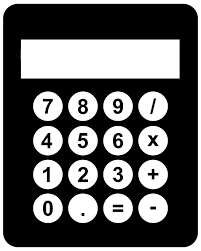 7 8 9 /
4 5 6 x
1 2 3 +
0 . = -